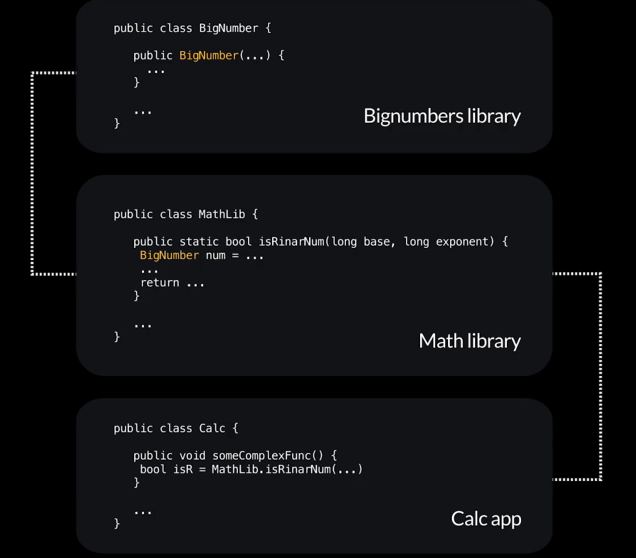 public class BigNumber {
public BigNumber(...) {
...
}
...
}
Bignumbers library
public class MathLib {
public static bool isRinarNum(long base, long exponent) {
BigNumber num = ...
...
return ...
}
...
}
Math library
public class Calc {
public void someComplexFunc() {
bool isR = MathLib.isRinarNum(...)
}
...
}
Calc app